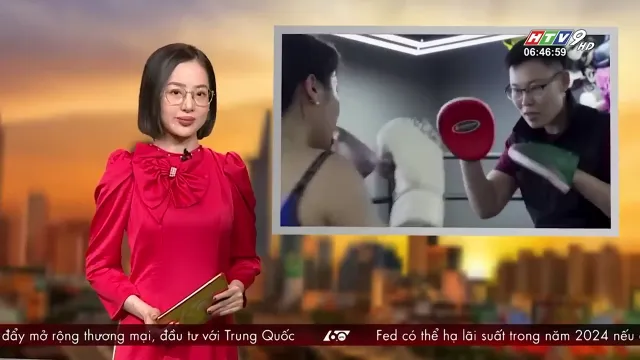 HTV9 HD
06:46:59
đẩy mở rộng thương mại, đầu tư với Trung Quốc
Fed có thể hạ lãi suất trong năm 2024 nếu